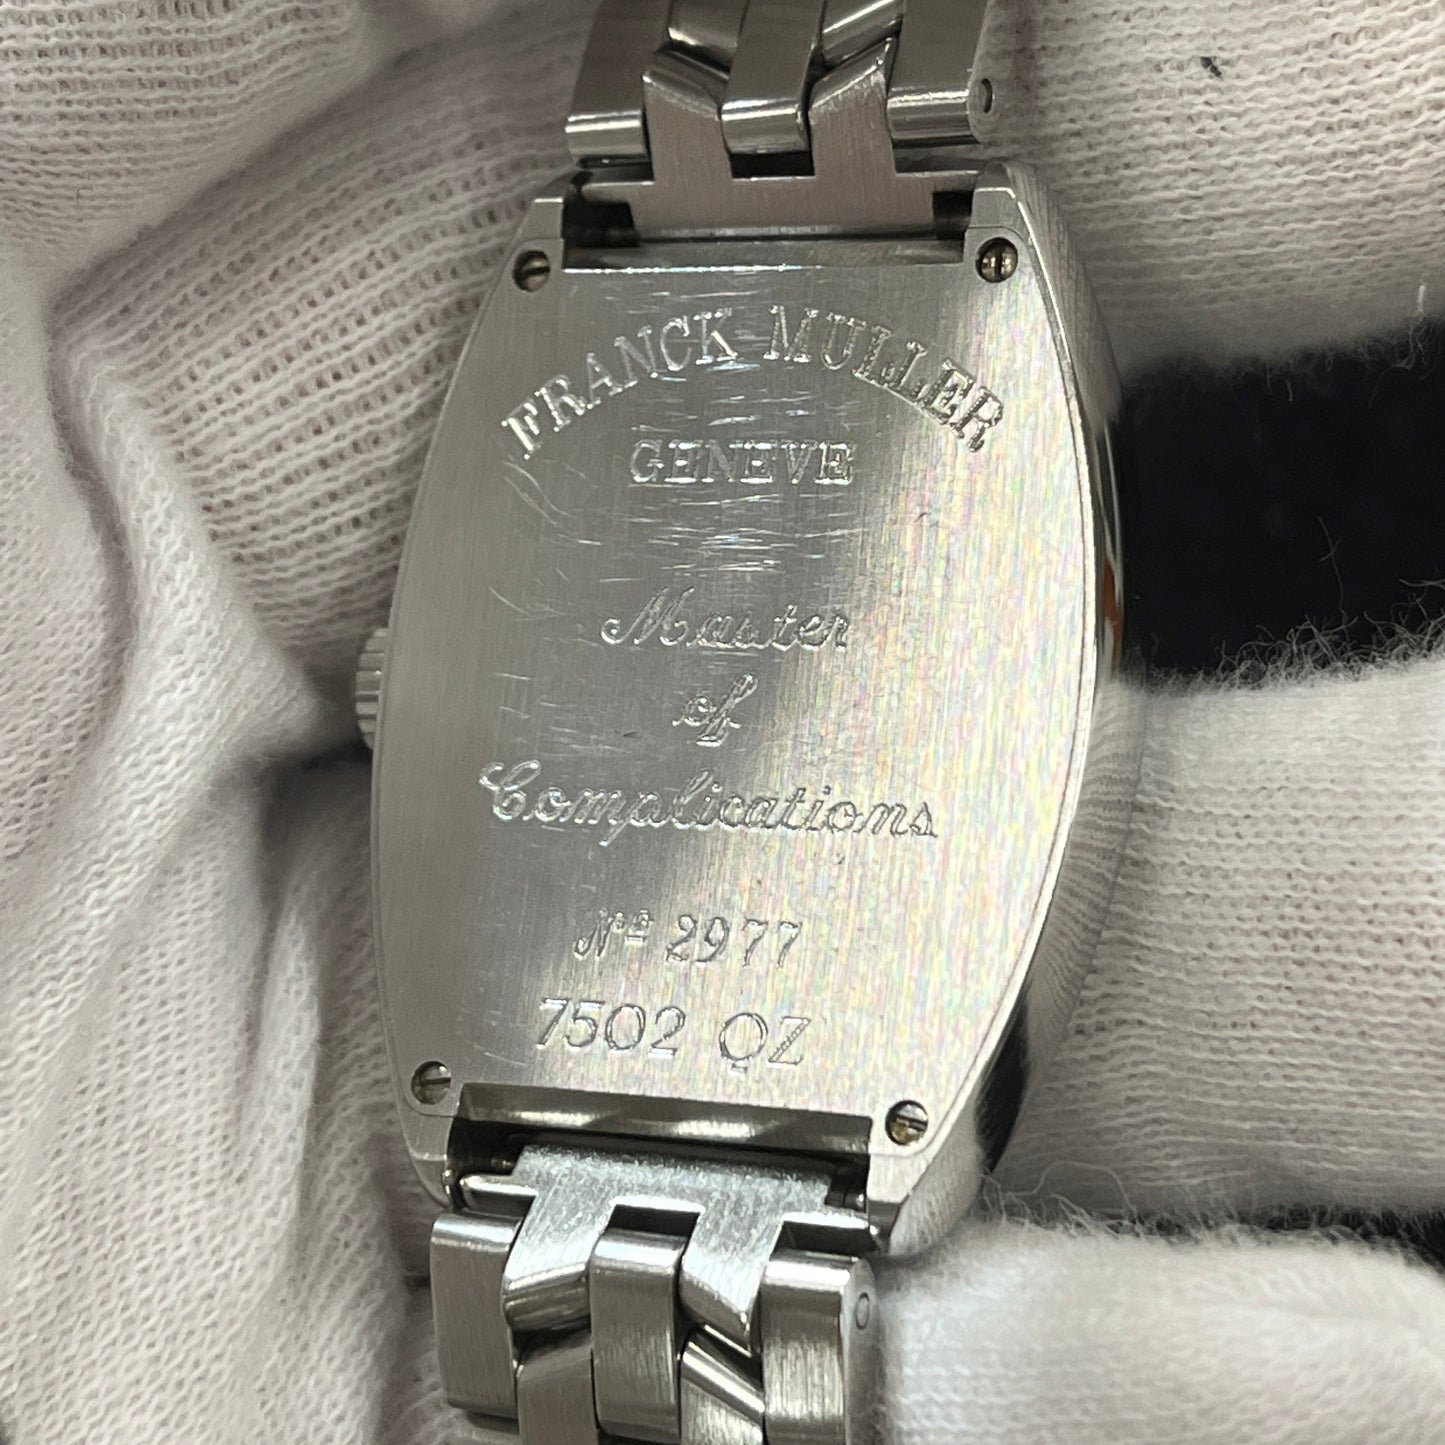 FRANCK MULLER
GENEVE
Master
of
Complications
Nº 2977
7502 QZ